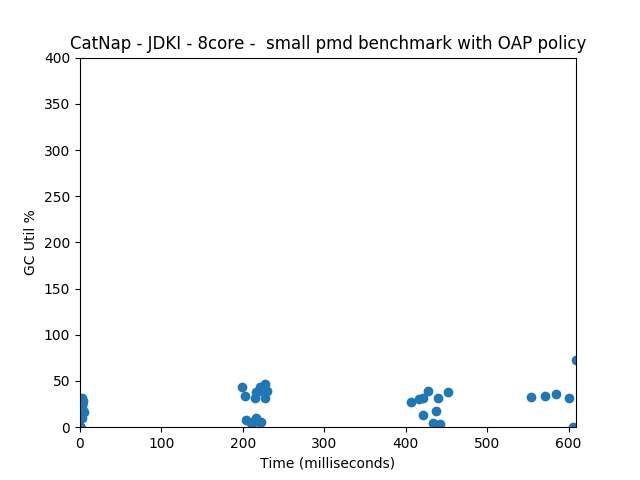 CatNap - JDKI - 8core -  small pmd benchmark with OAP policy
400
350
300
250
200
150
100
50
0
GC Util %
0 100 200 300 400 500 600
Time (milliseconds)